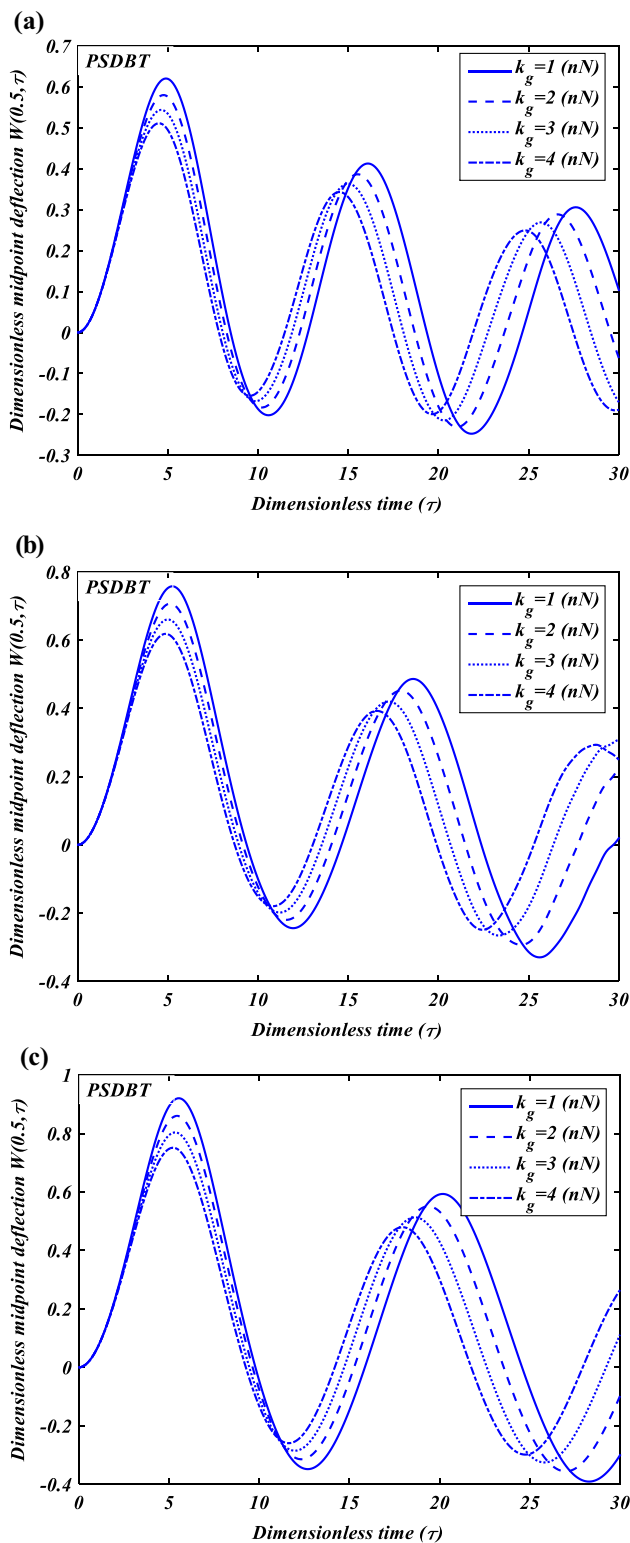 (a)
PSDBT
k_g=1 (nN)
k_g=2 (nN)
k_g=3 (nN)
k_g=4 (nN)
Dimensionless midpoint deflection W(0.5,τ)
0.7
0.6
0.5
0.4
0.3
0.2
0.1
0
-0.1
-0.2
-0.3
0 5 10 15 20 25 30
Dimensionless time (τ)
(b)
PSDBT
k_g=1 (nN)
k_g=2 (nN)
k_g=3 (nN)
k_g=4 (nN)
Dimensionless midpoint deflection W(0.5,τ)
0.8
0.6
0.4
0.2
0
-0.2
-0.4
0 5 10 15 20 25 30
Dimensionless time (τ)
(c)
PSDBT
k_g=1 (nN)
k_g=2 (nN)
k_g=3 (nN)
k_g=4 (nN)
Dimensionless midpoint deflection W(0.5,τ)
1
0.8
0.6
0.4
0.2
0
-0.2
-0.4
0 5 10 15 20 25 30
Dimensionless time (τ)